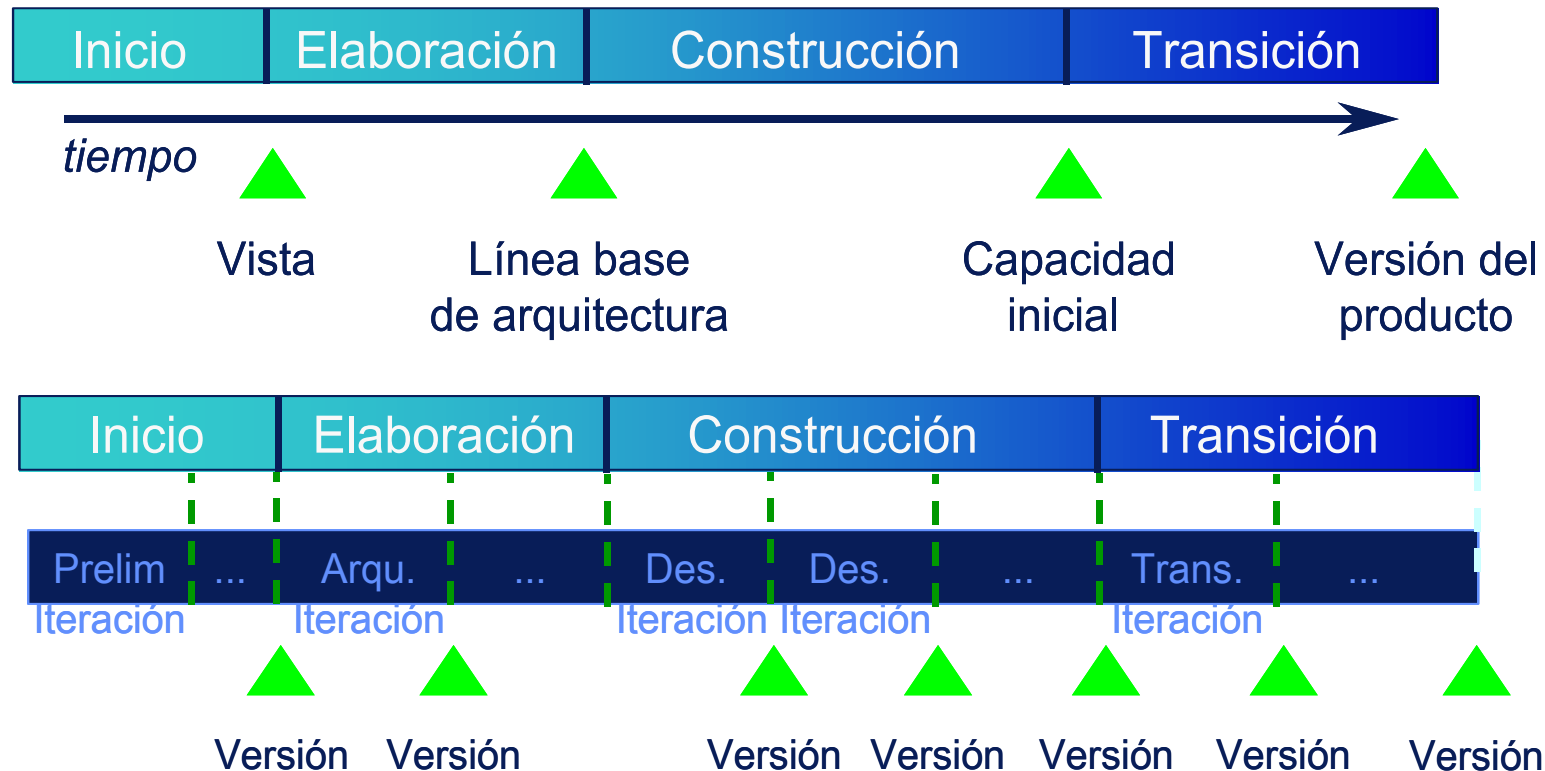 Inicio Elaboración Construcción Transición
tiempo
Vista Línea base Capacidad Versión del
de arquitectura inicial producto
Inicio Elaboración Construcción Transición
Prelim ... Arqu. ... Des. Des. ... Trans. ...
Iteración Iteración Iteración Iteración Iteración
Versión Versión Versión Versión Versión Versión Versión